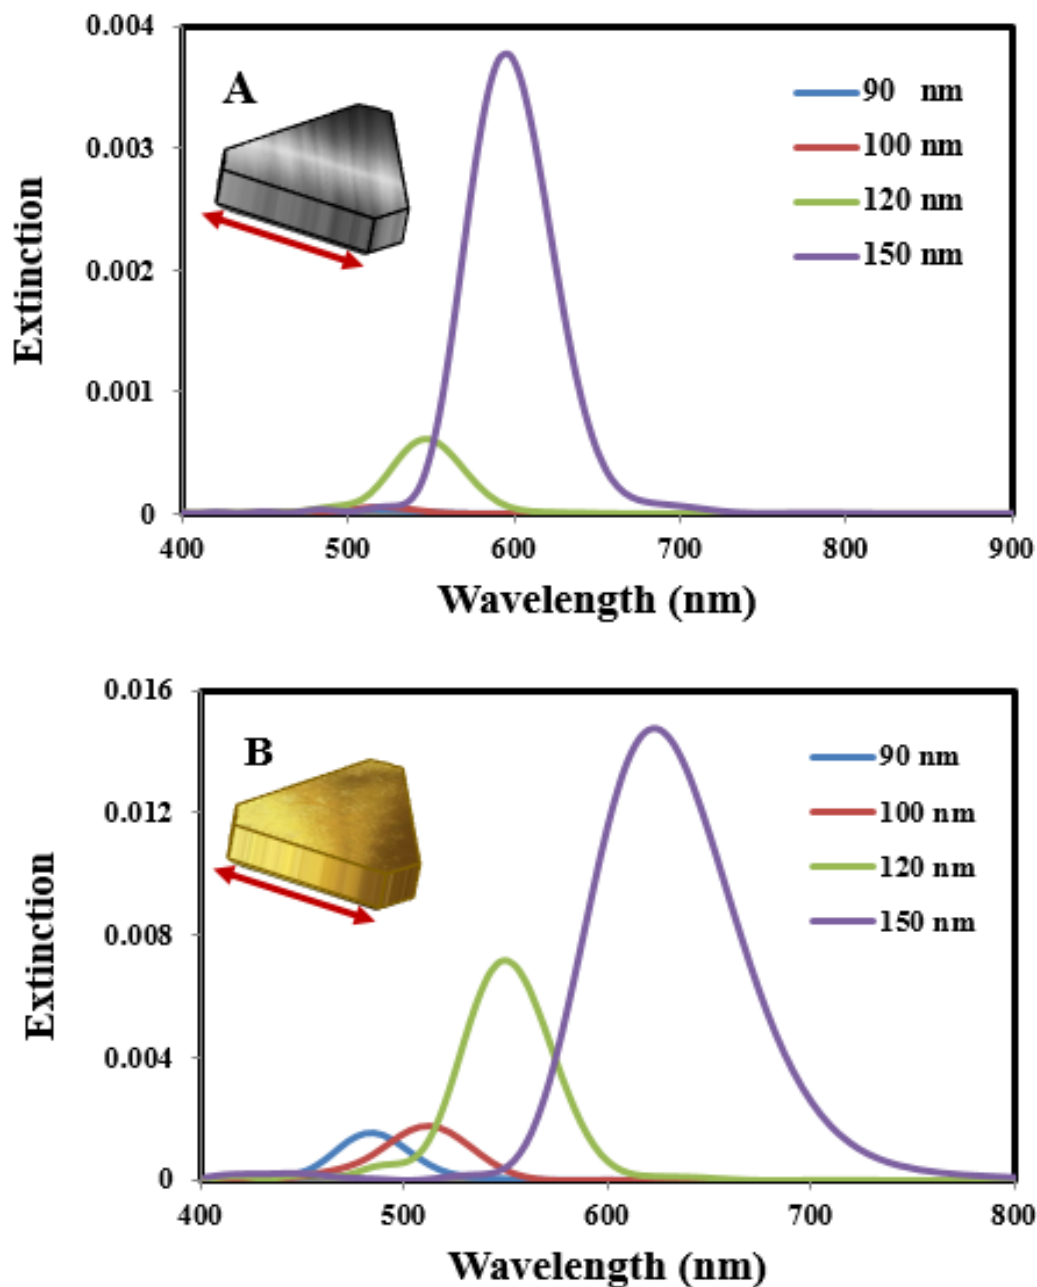 0.004
A
90 nm
100 nm
120 nm
150 nm
0.003
0.002
0.001
0
Extinction
400 500 600 700 800 900
Wavelength (nm)
0.016
B
90 nm
100 nm
120 nm
150 nm
0.012
0.008
0.004
0
Extinction
400 500 600 700 800
Wavelength (nm)